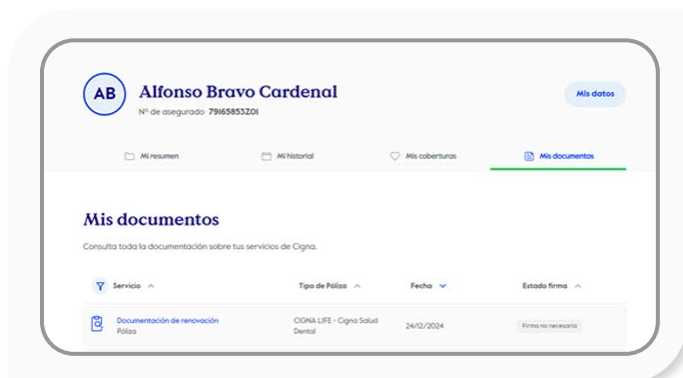 AB
Alfonso Bravo Cardenal
Nº de asegurado 79165853Z01
Mis datos
Mi resumen
Mi historial
Mis coberturas
Mis documentos
Mis documentos
Consulta toda la documentación sobre tus servicios de Cigna.
Servicio
Tipo de Póliza
Fecha
Estado firma
Documentación de renovación
Póliza
CIGNA LIFE - Cigna Salud
Dental
24/12/2024
Firma no necesaria